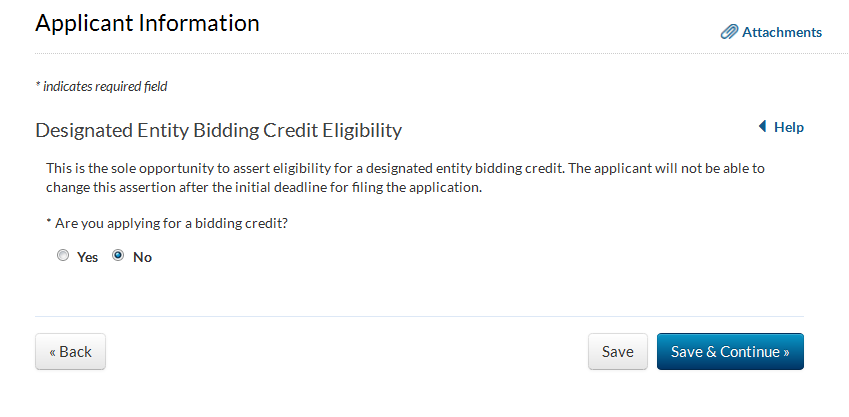 Applicant Information
Attachments
* indicates required field
Designated Entity Bidding Credit Eligibility
Help
This is the sole opportunity to assert eligibility for a designated entity bidding credit. The applicant will not be able to
change this assertion after the initial deadline for filing the application.
* Are you applying for a bidding credit?
Yes No
« Back Save Save & Continue »